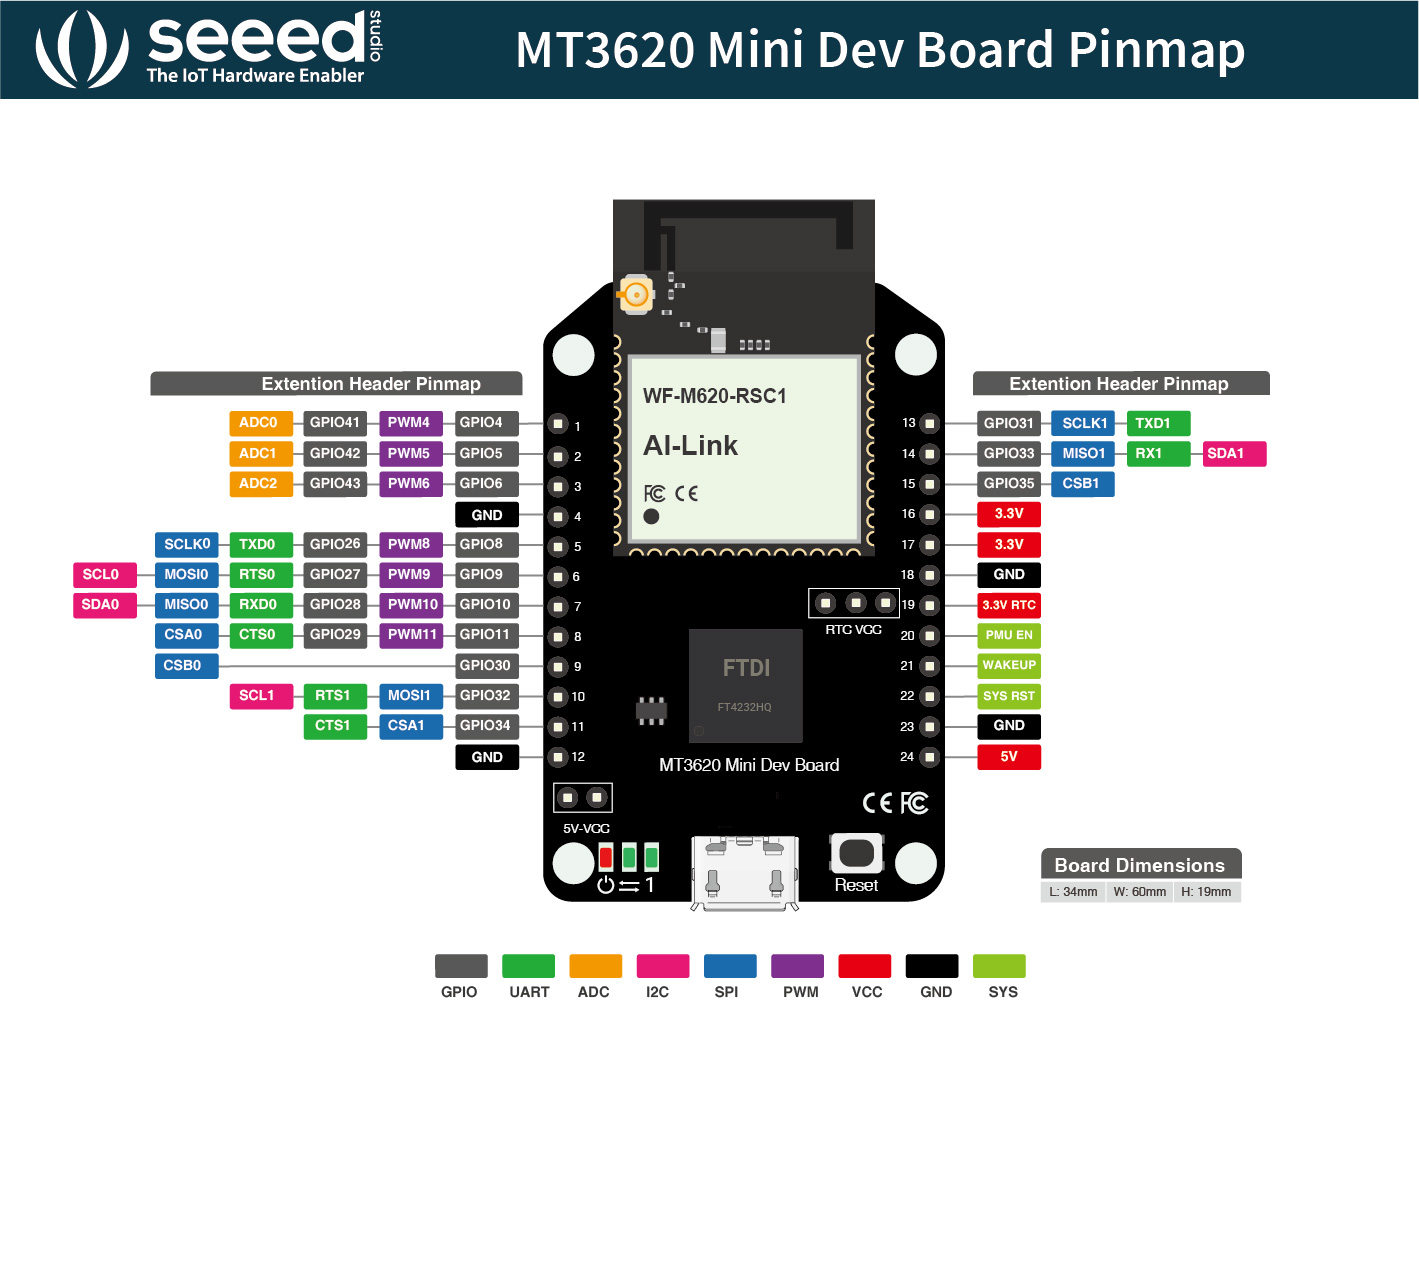 seeed studio
The IoT Hardware Enabler
MT3620 Mini Dev Board Pinmap
Extention Header Pinmap
ADC0 GPIO41 PWM4 GPIO4 1
ADC1 GPIO42 PWM5 GPIO5 2
ADC2 GPIO43 PWM6 GPIO6 3
GND 4
SCLK0 TXD0 GPIO26 PWM8 GPIO8 5
SCL0 MOSI0 RTS0 GPIO27 PWM9 GPIO9 6
SDA0 MISO0 RXD0 GPIO28 PWM10 GPIO10 7
CSA0 CTS0 GPIO29 PWM11 GPIO11 8
CSB0 GPIO30 9
SCL1 RTS1 MOSI1 GPIO32 10
CTS1 CSA1 GPIO34 11
GND 12
WF-M620-RSC1
AI-Link
FC CE
RTC VCC
FTDI
FT4232HQ
MT3620 Mini Dev Board
5V-VCC
CE FC
1
Reset
Extention Header Pinmap
13 GPIO31 SCLK1 TXD1
14 GPIO33 MISO1 RX1 SDA1
15 GPIO35 CSB1
16 3.3V
17 3.3V
18 GND
19 3.3V RTC
20 PMU EN
21 WAKEUP
22 SYS RST
23 GND
24 5V
Board Dimensions
L: 34mm W: 60mm H: 19mm
GPIO UART ADC I2C SPI PWM VCC GND SYS